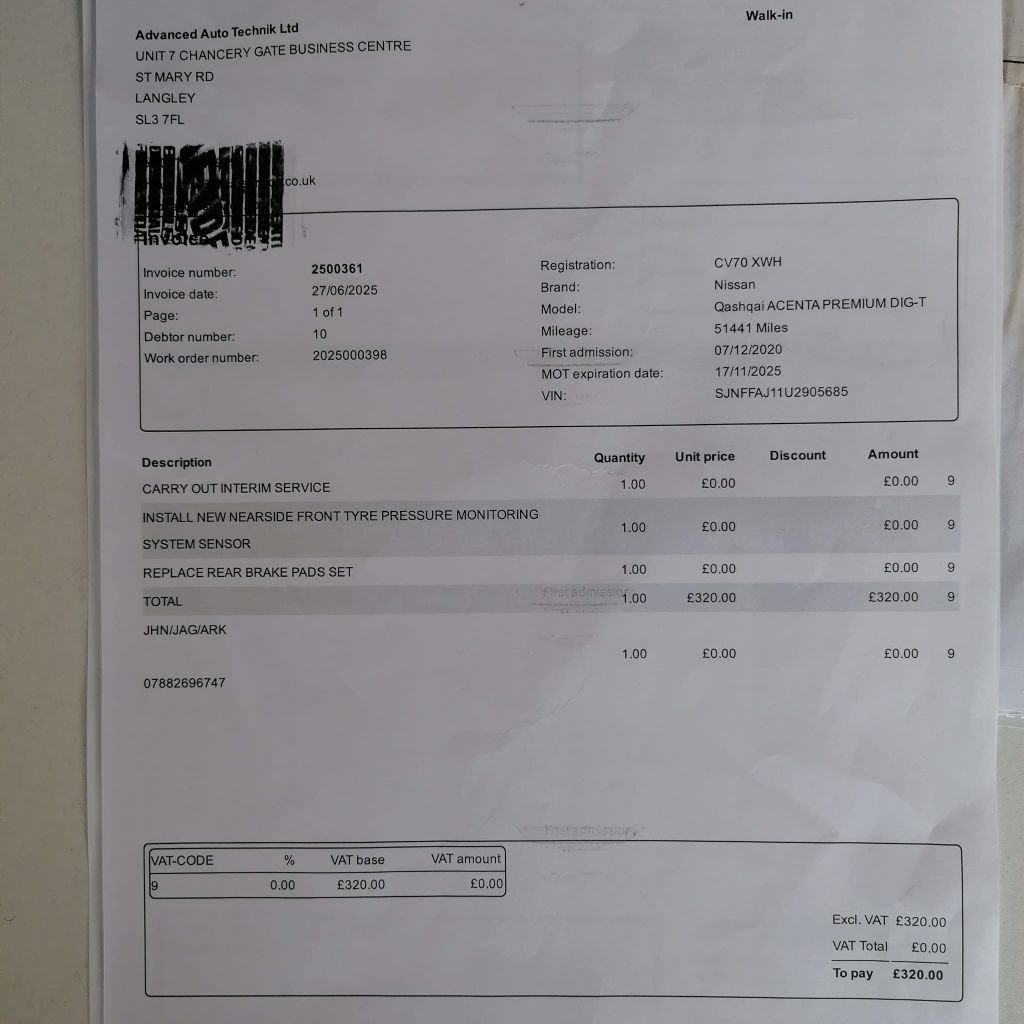 Walk-in
Advanced Auto Technik Ltd
UNIT 7 CHANCERY GATE BUSINESS CENTRE
ST MARY RD
LANGLEY
SL3 7FL
.co.uk
Invoice
Invoice number: 2500361
Invoice date: 27/06/2025
Page: 1 of 1
Debtor number: 10
Work order number: 2025000398
Registration: CV70 XWH
Brand: Nissan
Model: Qashqai ACENTA PREMIUM DIG-T
Mileage: 51441 Miles
First admission: 07/12/2020
MOT expiration date: 17/11/2025
VIN: SJNFFAJ11U2905685
Description Quantity Unit price Discount Amount
CARRY OUT INTERIM SERVICE 1.00 £0.00 £0.00 9
INSTALL NEW NEARSIDE FRONT TYRE PRESSURE MONITORING
SYSTEM SENSOR 1.00 £0.00 £0.00 9
REPLACE REAR BRAKE PADS SET 1.00 £0.00 £0.00 9
First admission
TOTAL 1.00 £320.00 £320.00 9
JHN/JAG/ARK
1.00 £0.00 £0.00 9
07882696747
First admission
VAT-CODE % VAT base VAT amount
9 0.00 £320.00 £0.00
Excl. VAT £320.00
VAT Total £0.00
To pay £320.00